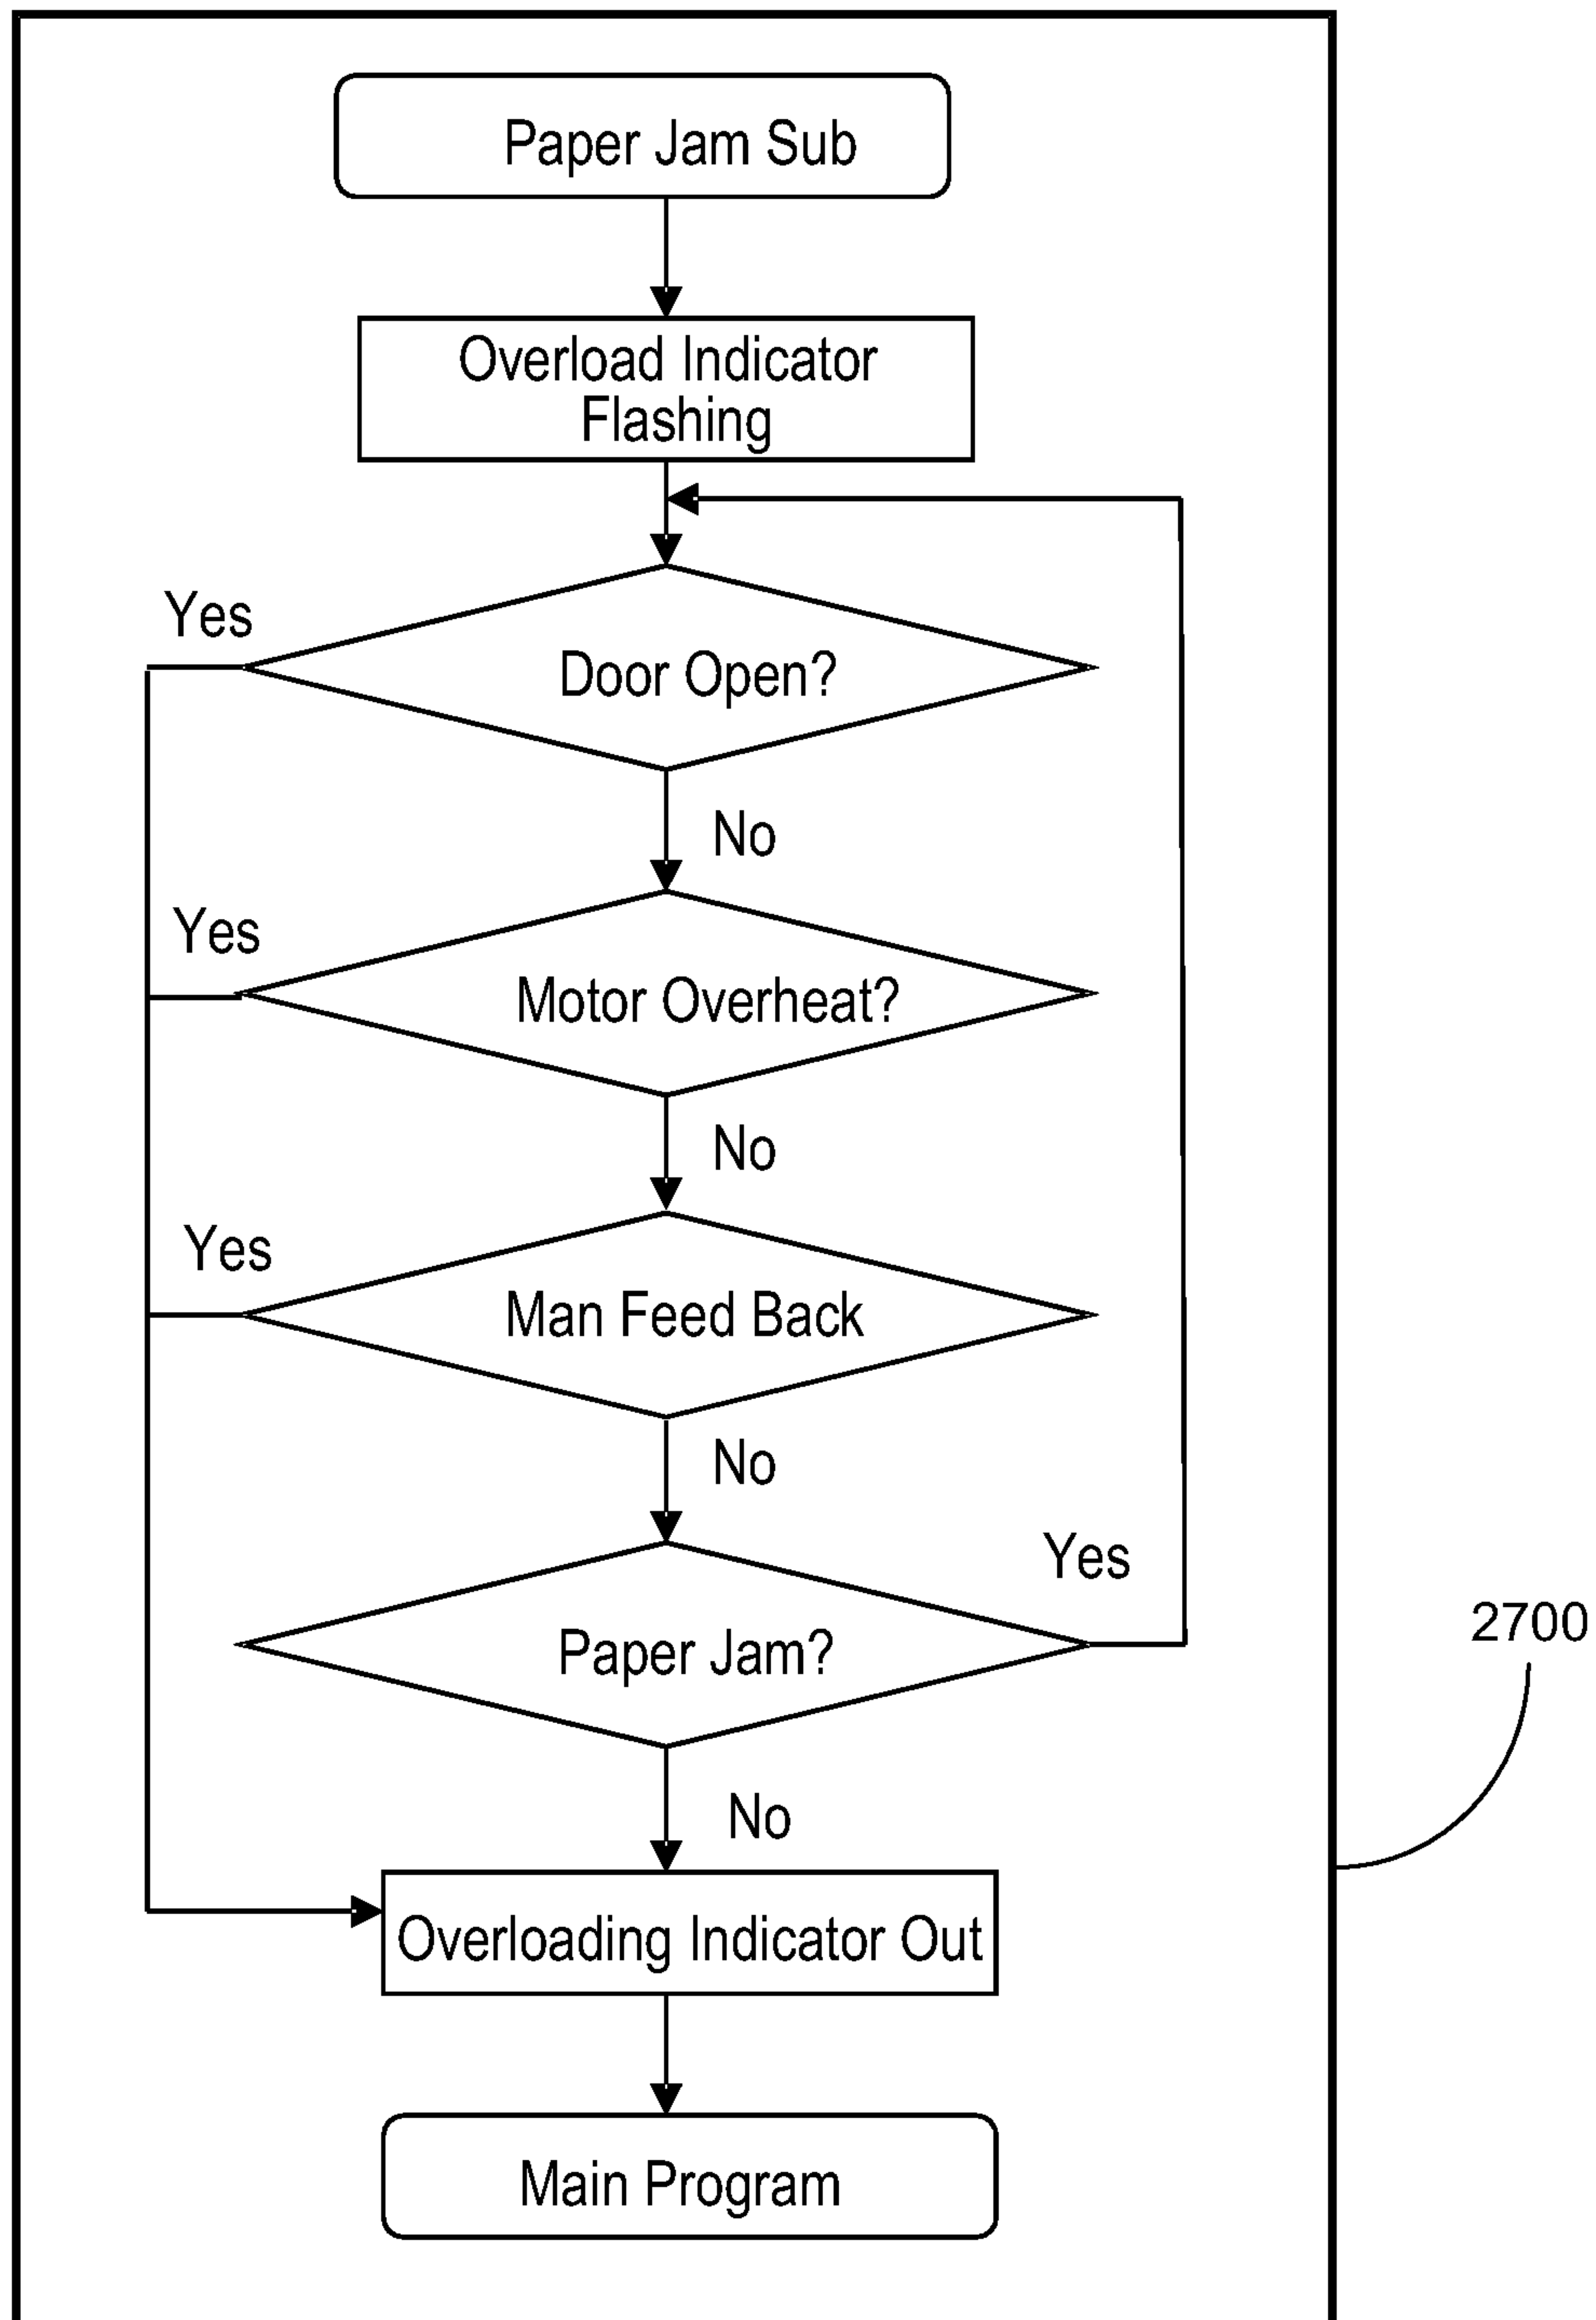 Paper Jam Sub
Overload Indicator
Flashing
Yes
Door Open?
No
Yes
Motor Overheat?
No
Yes
Man Feed Back
No
Yes
Paper Jam?
2700
No
Overloading Indicator Out
Main Program